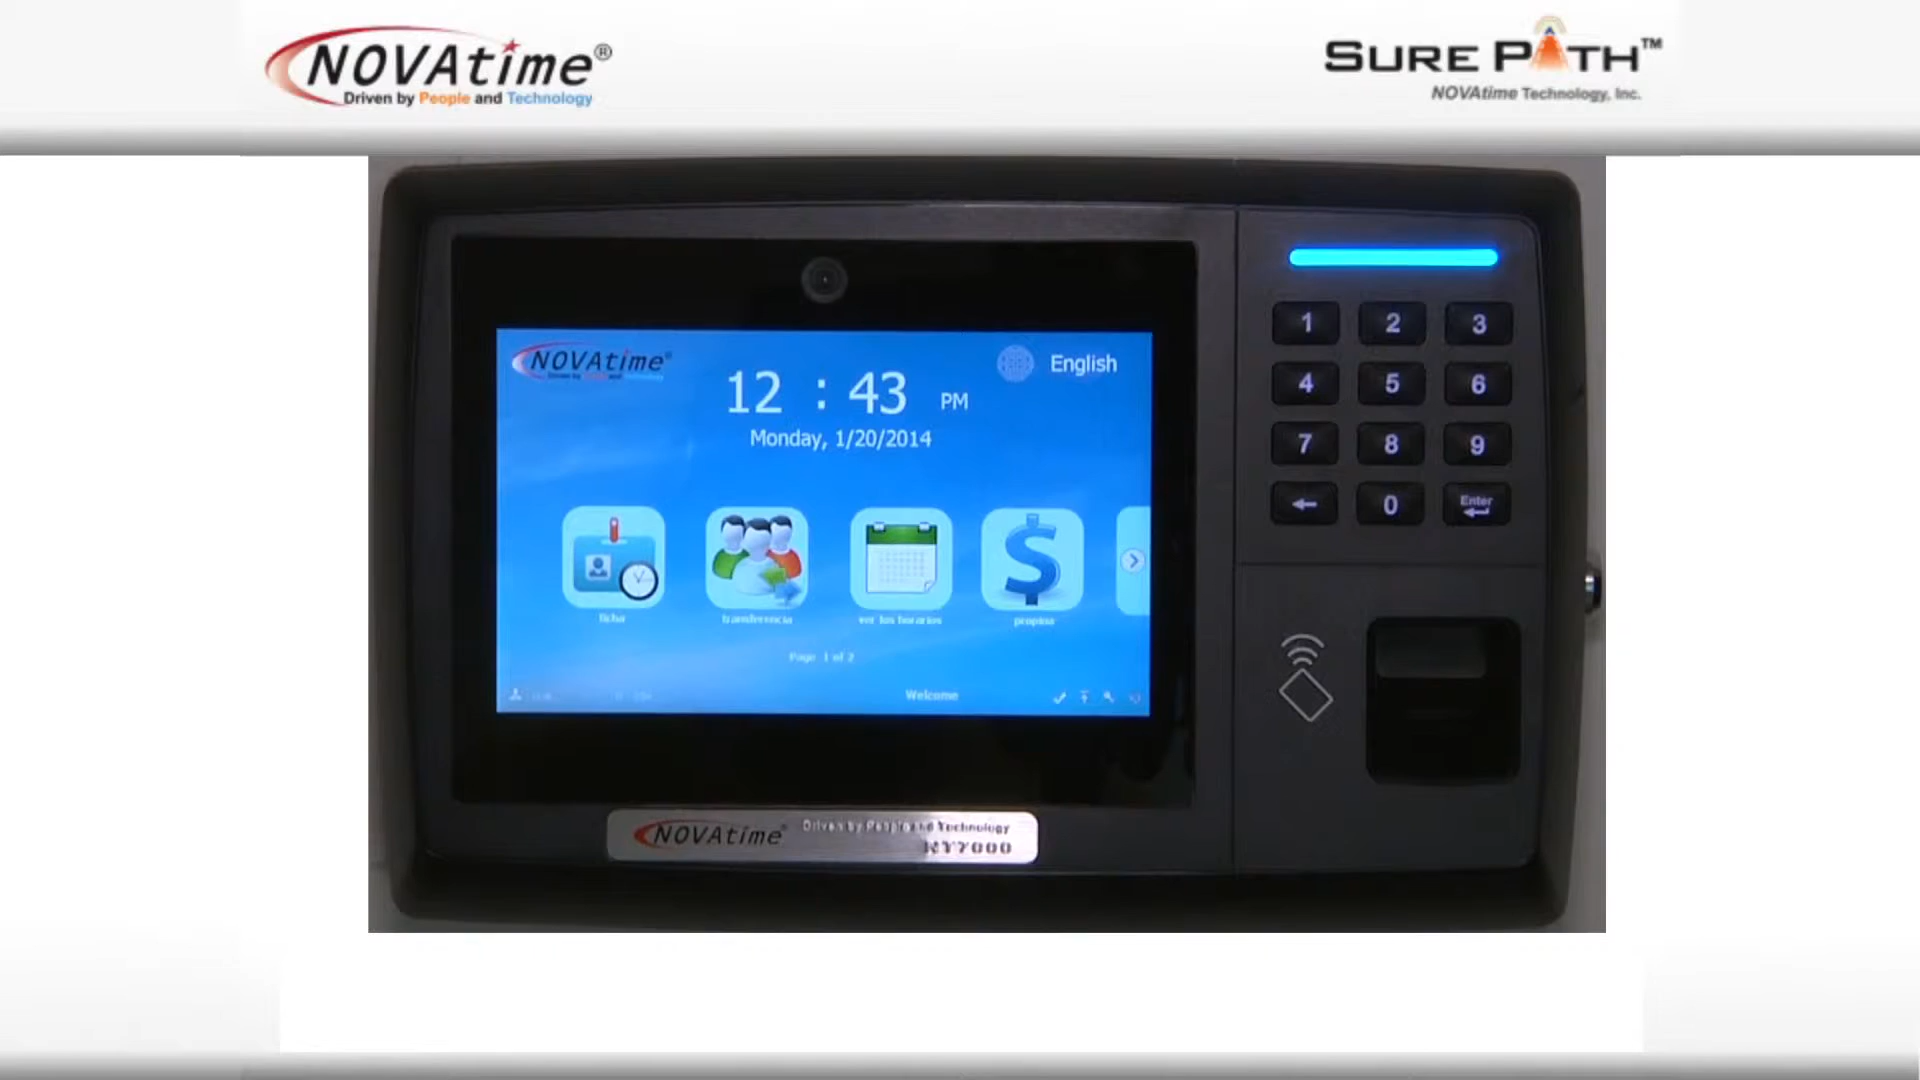 NOVAtime®
Driven by People and Technology
SURE PATH™
NOVAtime Technology, Inc.
NOVAtime®
English
12 : 43 PM
Monday, 1/20/2014
ficha
transferencia
ver los horarios
propina
Page 1 of 2
Welcome
1 2 3
4 5 6
7 8 9
0 Enter
NOVAtime®
Driven by People and Technology
NT7000